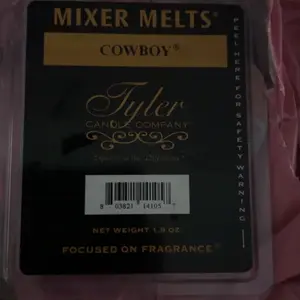 MIXER MELTS®
COWBOY®
Tyler
CANDLE COMPANY
NET WEIGHT 1.9 OZ.
FOCUSED ON FRAGRANCE®
PEEL HERE FOR SAFETY WARNING